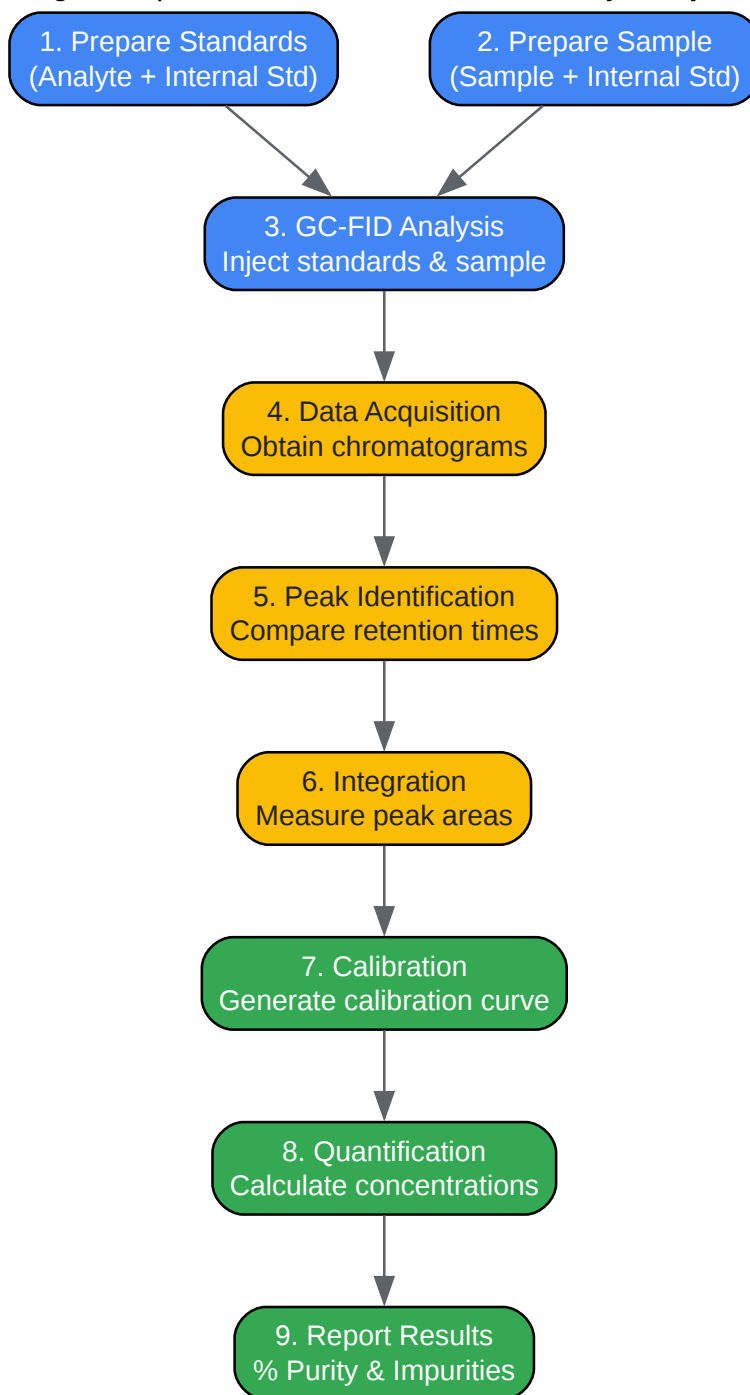 1. Prepare Standards
(Analyte + Internal Std)
2. Prepare Sample
(Sample + Internal Std)
3. GC-FID Analysis
Inject standards & sample
4. Data Acquisition
Obtain chromatograms
5. Peak Identification
Compare retention times
6. Integration
Measure peak areas
7. Calibration
Generate calibration curve
8. Quantification
Calculate concentrations
9. Report Results
% Purity & Impurities